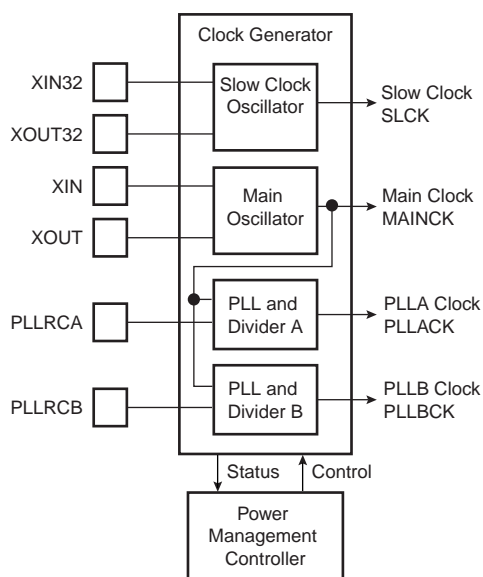 Clock Generator
XIN32
Slow Clock
Oscillator
Slow Clock
SLCK
XOUT32
XIN
Main
Oscillator
Main Clock
MAINCK
XOUT
PLLRCA
PLL and
Divider A
PLLA Clock
PLLACK
PLLRCB
PLL and
Divider B
PLLB Clock
PLLBCK
Status
Control
Power
Management
Controller